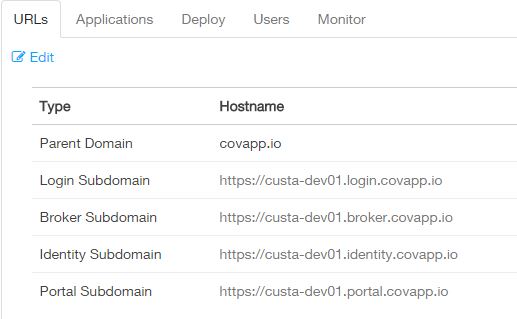 URLs Applications Deploy Users Monitor
Edit
Type Hostname
Parent Domain covapp.io
Login Subdomain https://custa-dev01.login.covapp.io
Broker Subdomain https://custa-dev01.broker.covapp.io
Identity Subdomain https://custa-dev01.identity.covapp.io
Portal Subdomain https://custa-dev01.portal.covapp.io